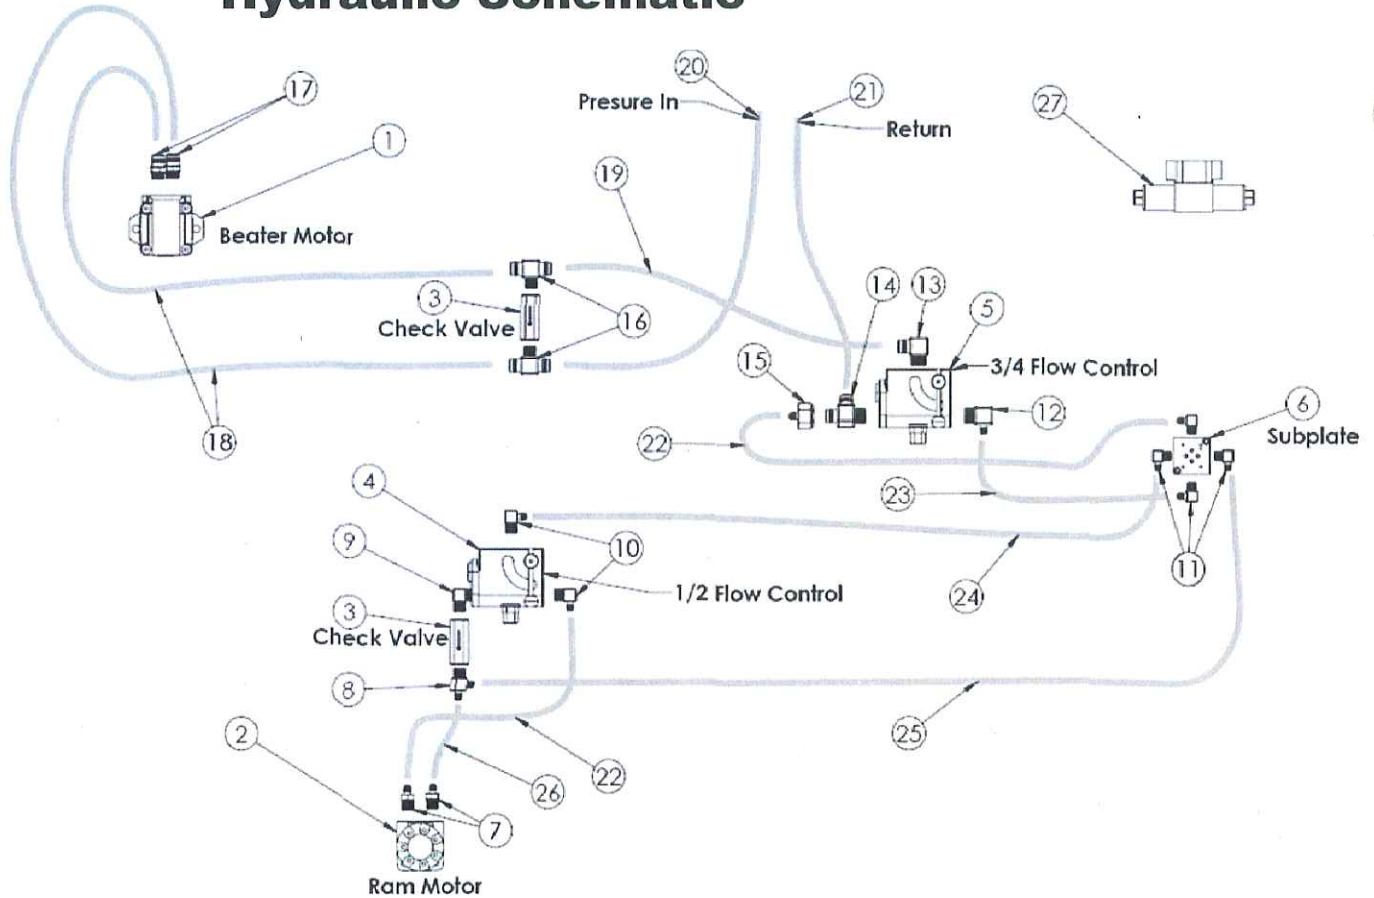 Hydraulic Schematic
20
17
21
Presure In
27
Return
1
19
Beater Motor
14
13
3
5
16
Check Valve
15
3/4 Flow Control
12
6
18
22
Subplate
4
23
9
10
11
24
1/2 Flow Control
3
Check Valve
8
2
25
26
22
7
Ram Motor